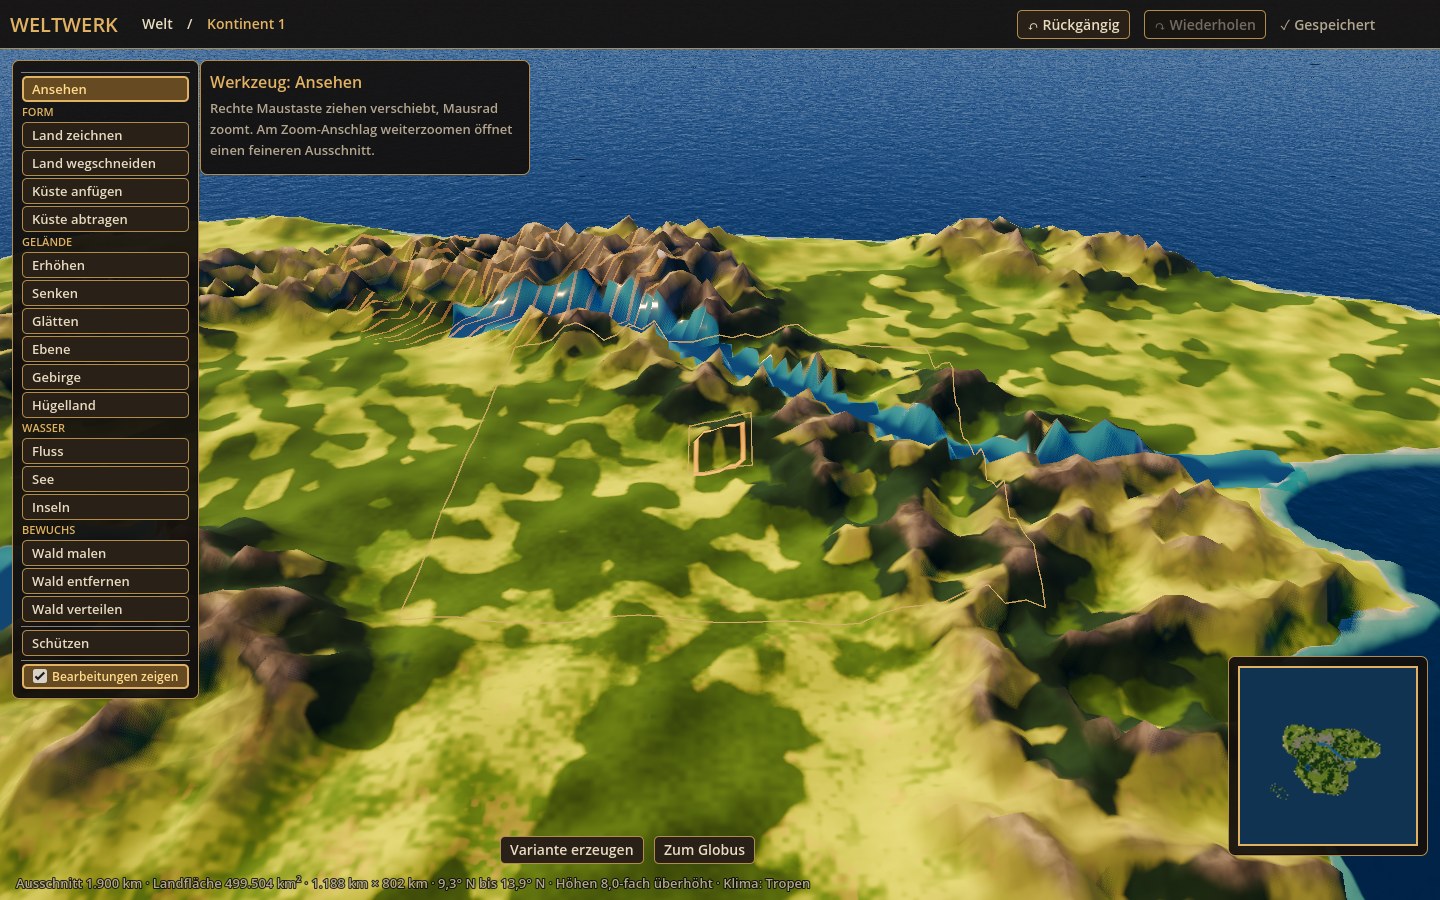 WELTWERK Welt / Kontinent 1 Rückgängig Wiederholen ✓ Gespeichert
Ansehen
FORM
Land zeichnen
Land wegschneiden
Küste anfügen
Küste abtragen
GELÄNDE
Erhöhen
Senken
Glätten
Ebene
Gebirge
Hügelland
WASSER
Fluss
See
Inseln
BEWUCHS
Wald malen
Wald entfernen
Wald verteilen
Schützen
Bearbeitungen zeigen
Werkzeug: Ansehen
Rechte Maustaste ziehen verschiebt, Mausrad
zoomt. Am Zoom-Anschlag weiterzoomen öffnet
einen feineren Ausschnitt.
Variante erzeugen Zum Globus
Ausschnitt 1.900 km · Landfläche 499.504 km² · 1.188 km × 802 km · 9,3° N bis 13,9° N · Höhen 8,0-fach überhöht · Klima: Tropen